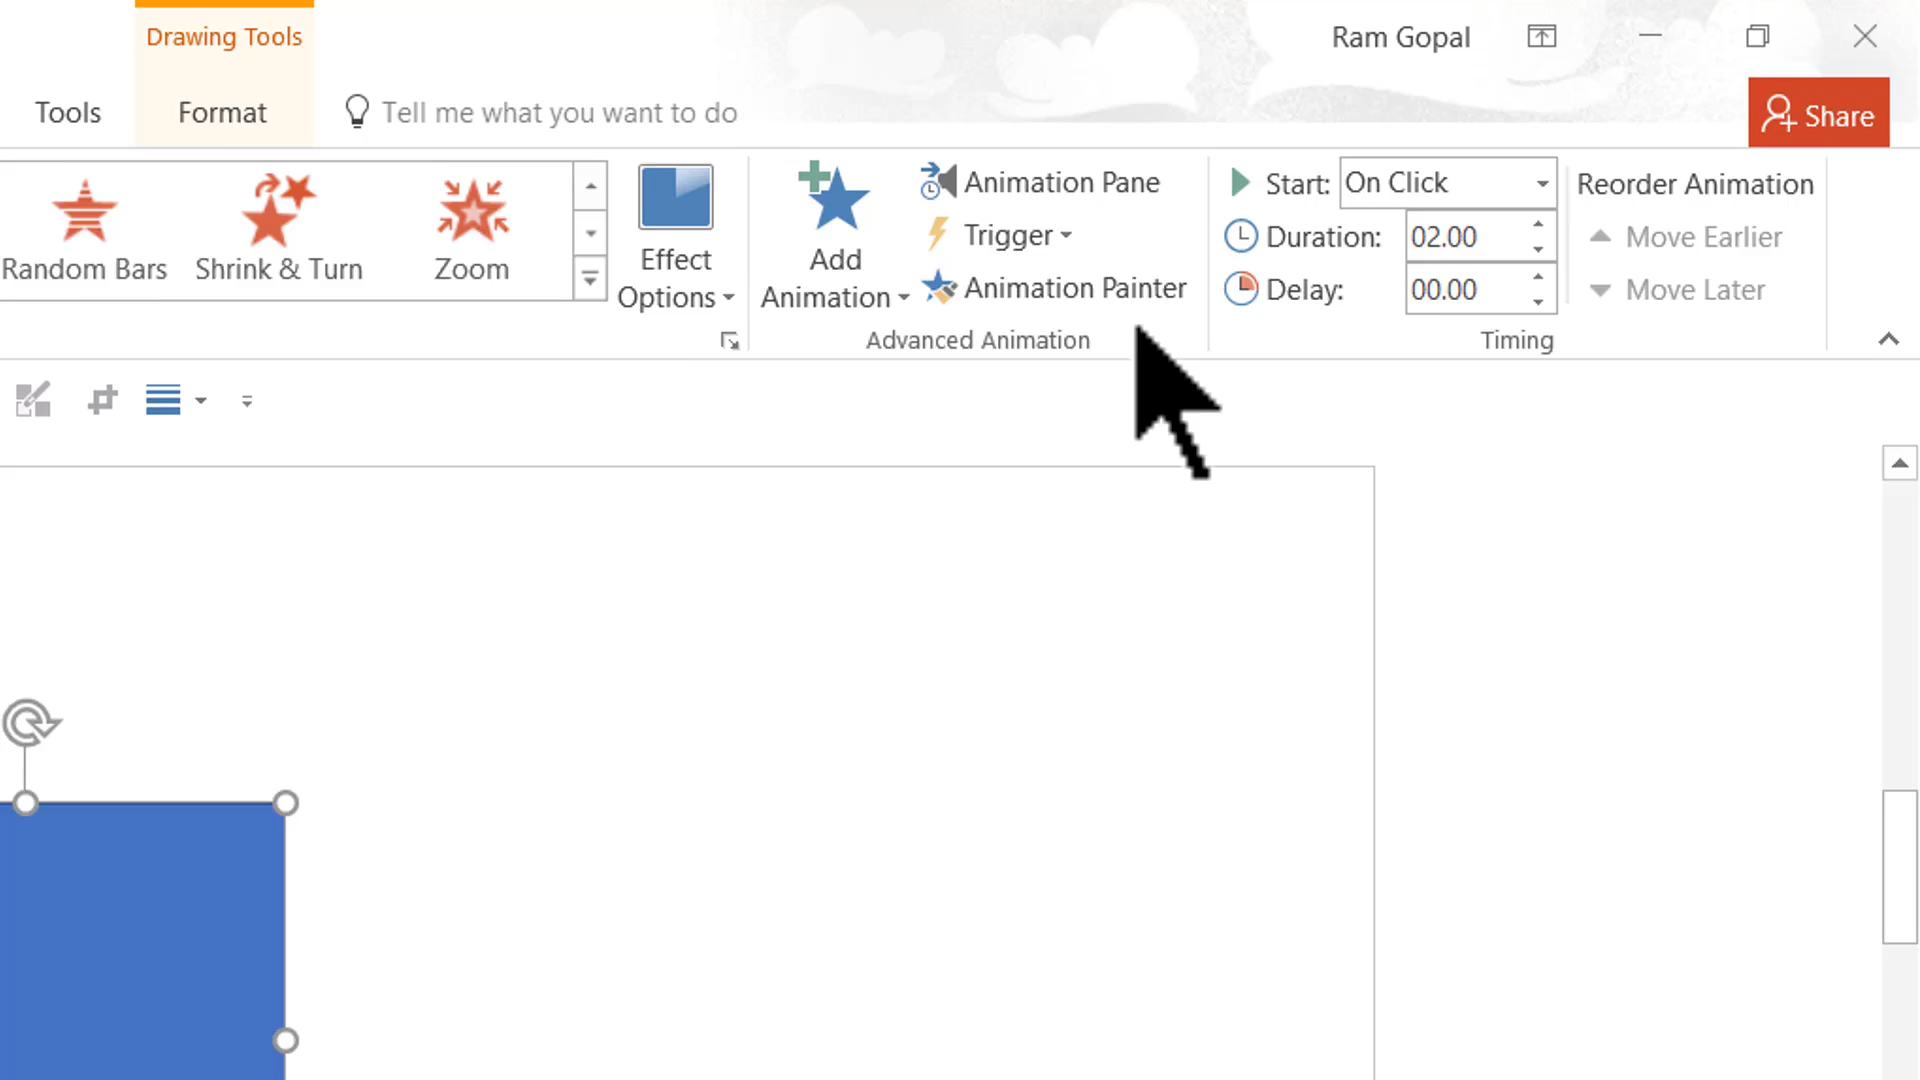 Drawing Tools
Ram Gopal
Tools
Format
Tell me what you want to do
Share
Random Bars
Shrink & Turn
Zoom
Effect
Options
Add
Animation
Animation Pane
Trigger
Animation Painter
Advanced Animation
Start: On Click
Duration: 02.00
Delay: 00.00
Timing
Reorder Animation
Move Earlier
Move Later